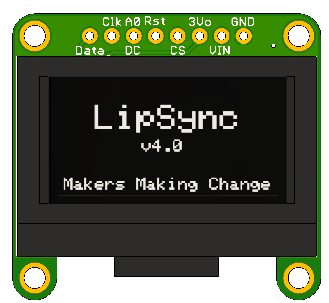 Clk A0 Rst 3Vo GND
Data DC CS VIN
LipSync
v4.0
Makers Making Change